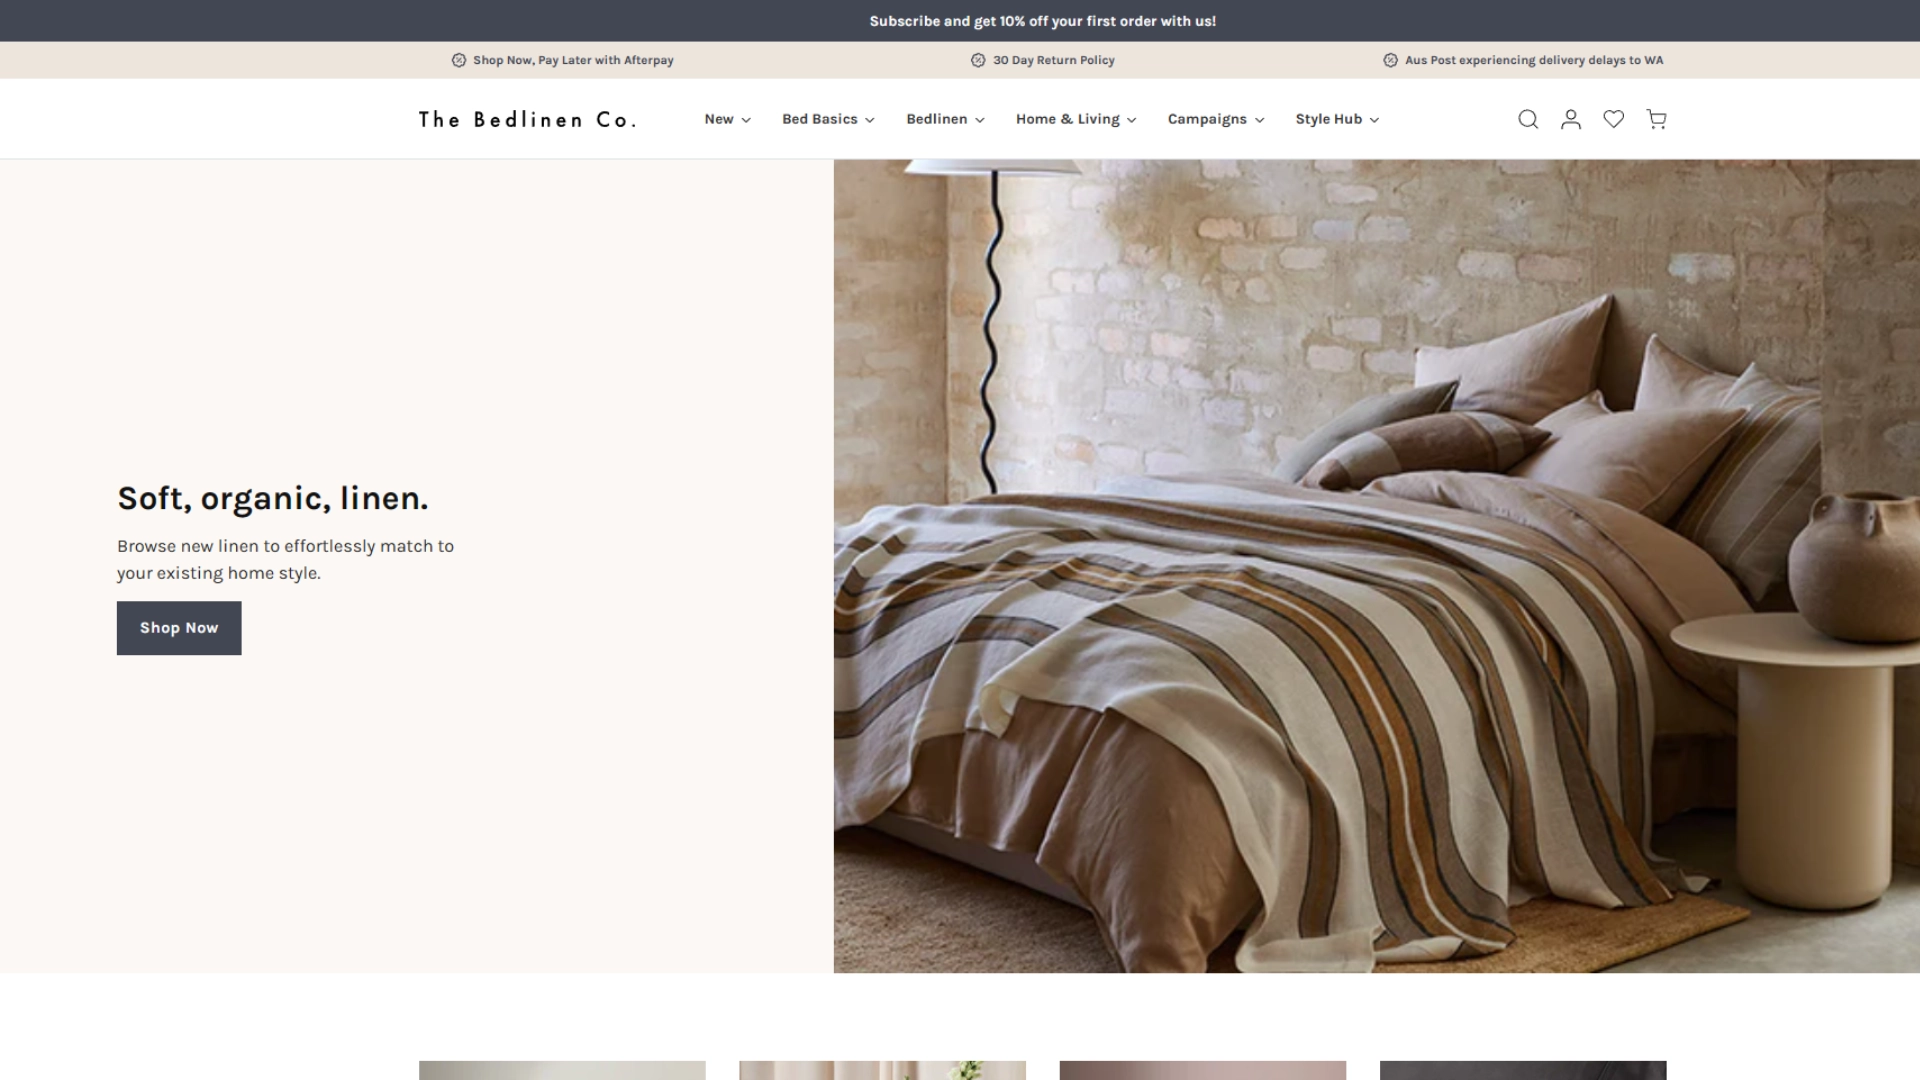 Subscribe and get 10% off your first order with us!
Shop Now, Pay Later with Afterpay
30 Day Return Policy
Aus Post experiencing delivery delays to WA
The Bedlinen Co.
New
Bed Basics
Bedlinen
Home & Living
Campaigns
Style Hub
Soft, organic, linen.
Browse new linen to effortlessly match to
your existing home style.
Shop Now